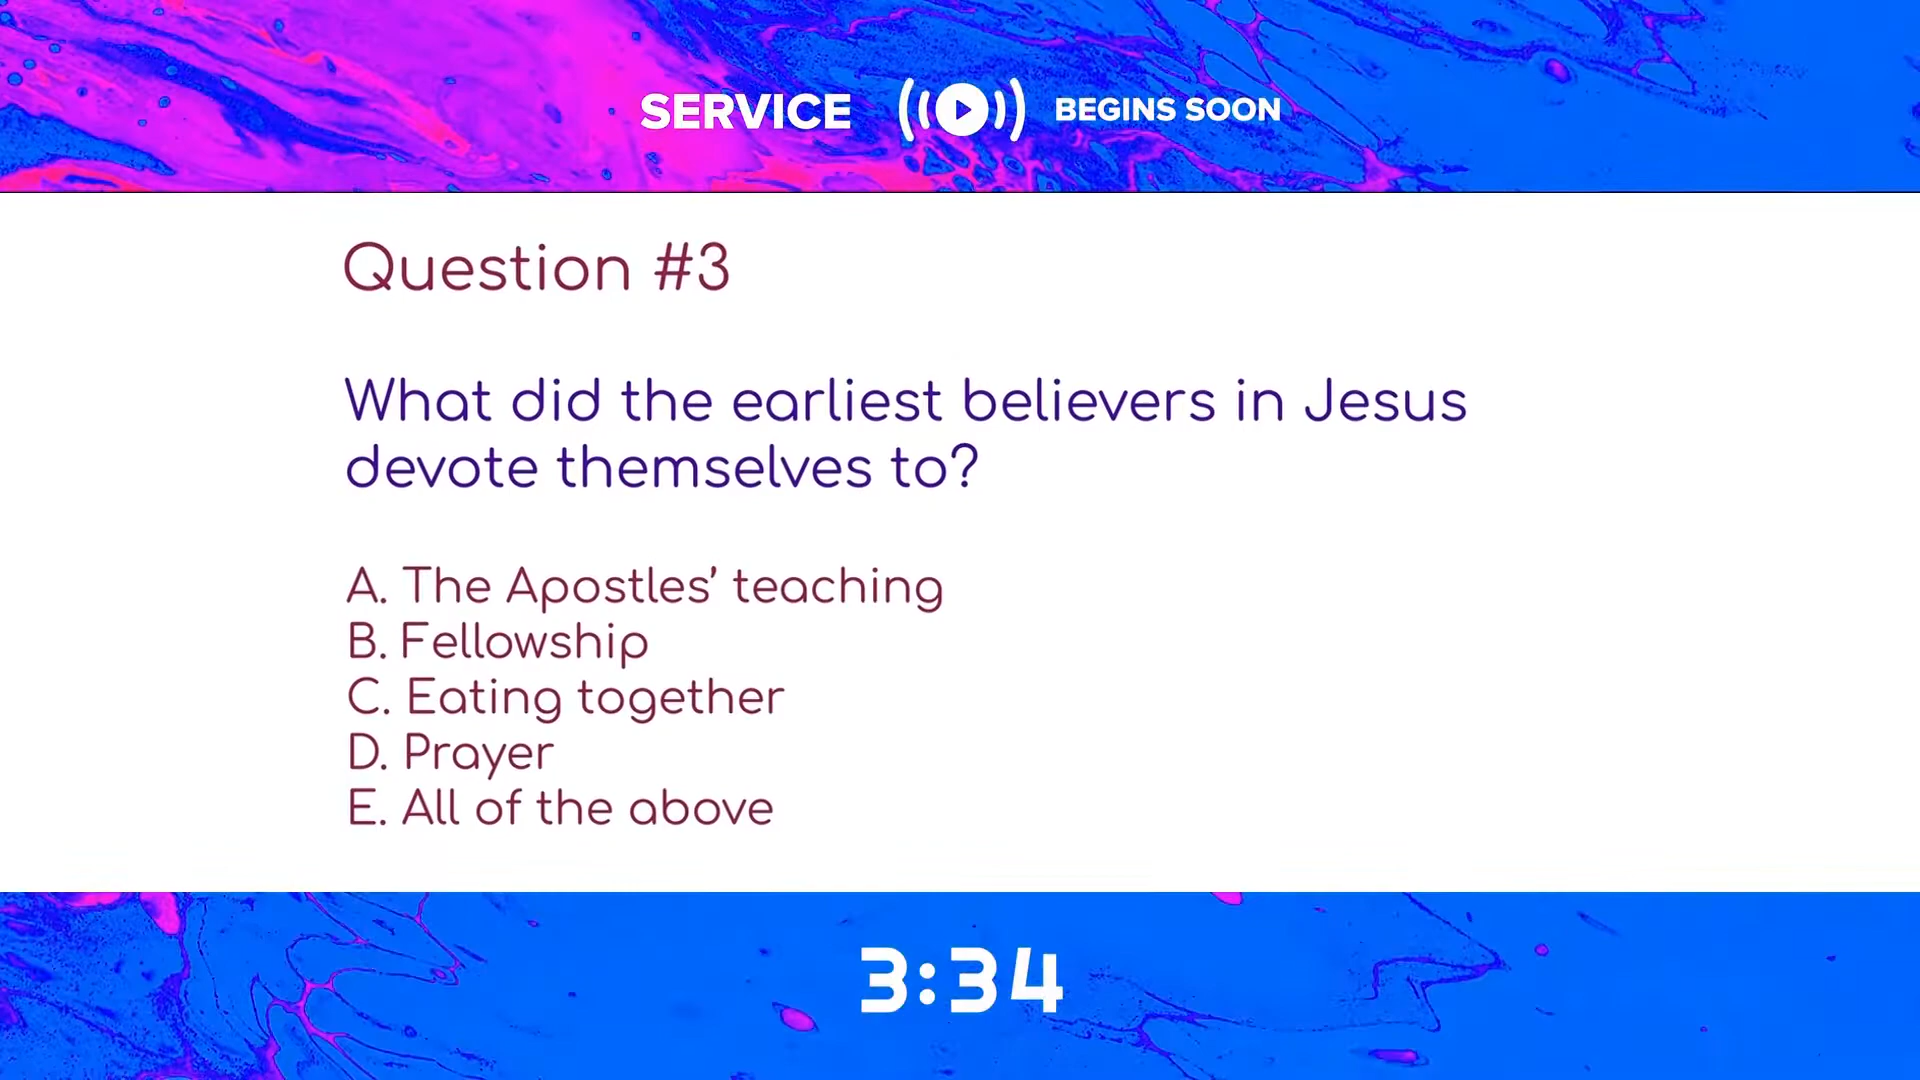 SERVICE BEGINS SOON
Question #3
What did the earliest believers in Jesus
devote themselves to?
A. The Apostles’ teaching
B. Fellowship
C. Eating together
D. Prayer
E. All of the above
3:34